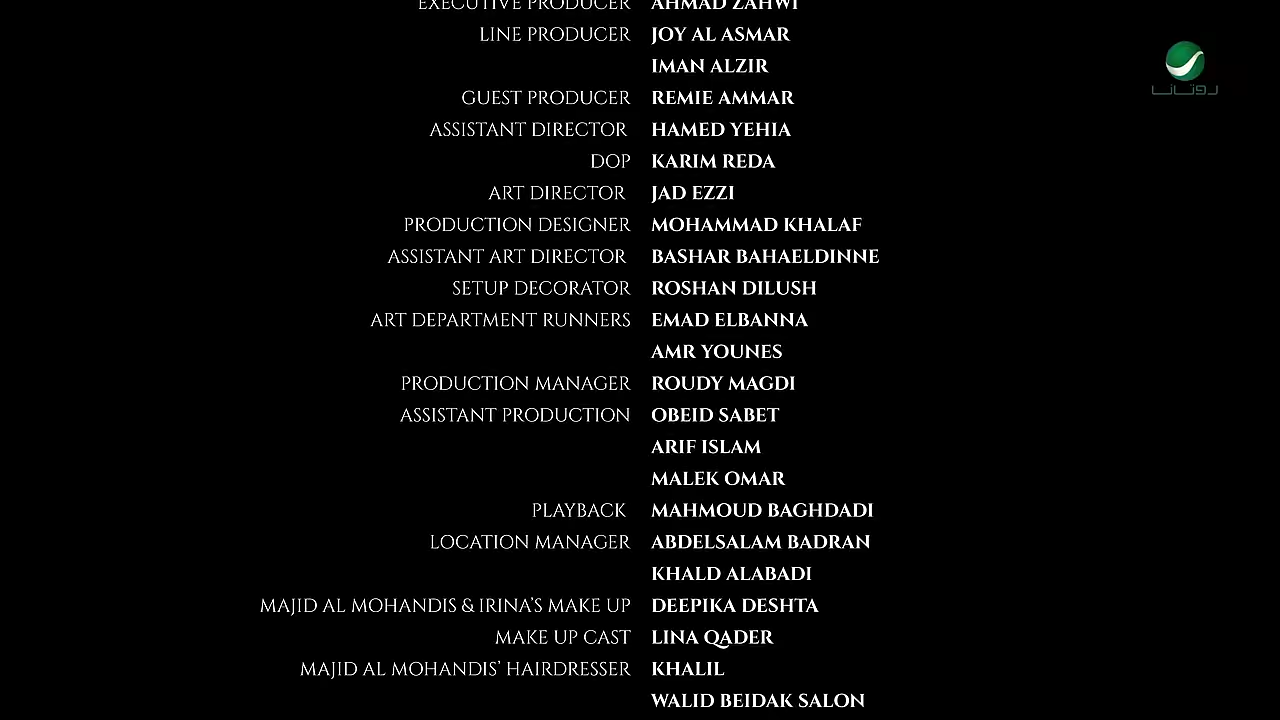 EXECUTIVE PRODUCER AHMAD ZAHWI
LINE PRODUCER JOY AL ASMAR
IMAN ALZIR
GUEST PRODUCER REMIE AMMAR
ASSISTANT DIRECTOR HAMED YEHIA
DOP KARIM REDA
ART DIRECTOR JAD EZZI
PRODUCTION DESIGNER MOHAMMAD KHALAF
ASSISTANT ART DIRECTOR BASHAR BAHAELDINNE
SETUP DECORATOR ROSHAN DILUSH
ART DEPARTMENT RUNNERS EMAD ELBANNA
AMR YOUNES
PRODUCTION MANAGER ROUDY MAGDI
ASSISTANT PRODUCTION OBEID SABET
ARIF ISLAM
MALEK OMAR
PLAYBACK MAHMOUD BAGHDADI
LOCATION MANAGER ABDELSALAM BADRAN
KHALD ALABADI
MAJID AL MOHANDIS & IRINA'S MAKE UP DEEPIKA DESHTA
MAKE UP CAST LINA QADER
MAJID AL MOHANDIS' HAIRDRESSER KHALIL
WALID BEIDAK SALON
روتانا